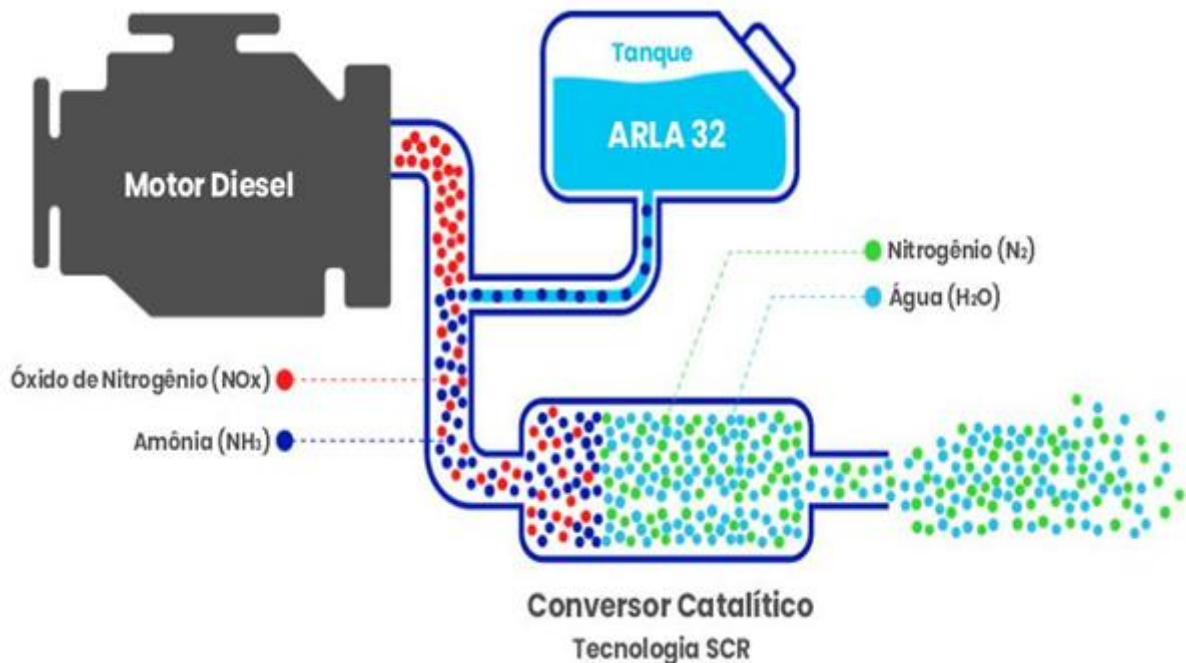 Tanque
ARLA 32
Motor Diesel
Nitrogênio (N₂)
Água (H₂O)
Óxido de Nitrogênio (NOx)
Amônia (NH₃)
Conversor Catalítico
Tecnologia SCR